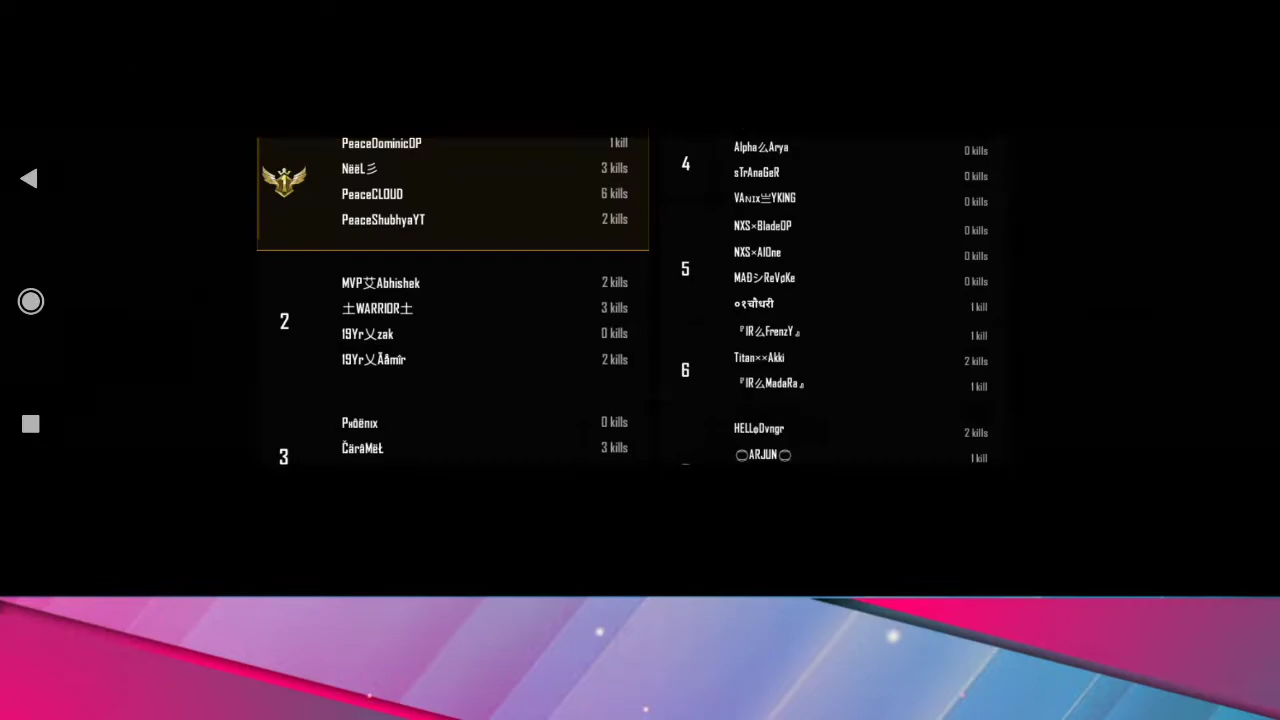 PeaceDominicOP 1 kill
NëëL彡 3 kills
1
PeaceCLOUD 6 kills
PeaceShubhyaYT 2 kills
MVP艾Abhishek 2 kills
土WARRIOR土 3 kills
2
19Yr乂zak 0 kills
19Yr乂Ãâmîr 2 kills
Pнôënιx 0 kills
ČärâMëŁ 3 kills
3
Alpha么Arya 0 kills
4
sTrAnaGeR 0 kills
VAɴɪx亗YKING 0 kills
NXS×BladeOP 0 kills
NXS×AlOne 0 kills
5
MAĐシReVoKe 0 kills
०१चौधरी 1 kill
『IR么FrenzY』 1 kill
Titan××Akki 2 kills
6
『IR么MadaRa』 1 kill
HELLøDvngr 2 kills
ARJUN 1 kill